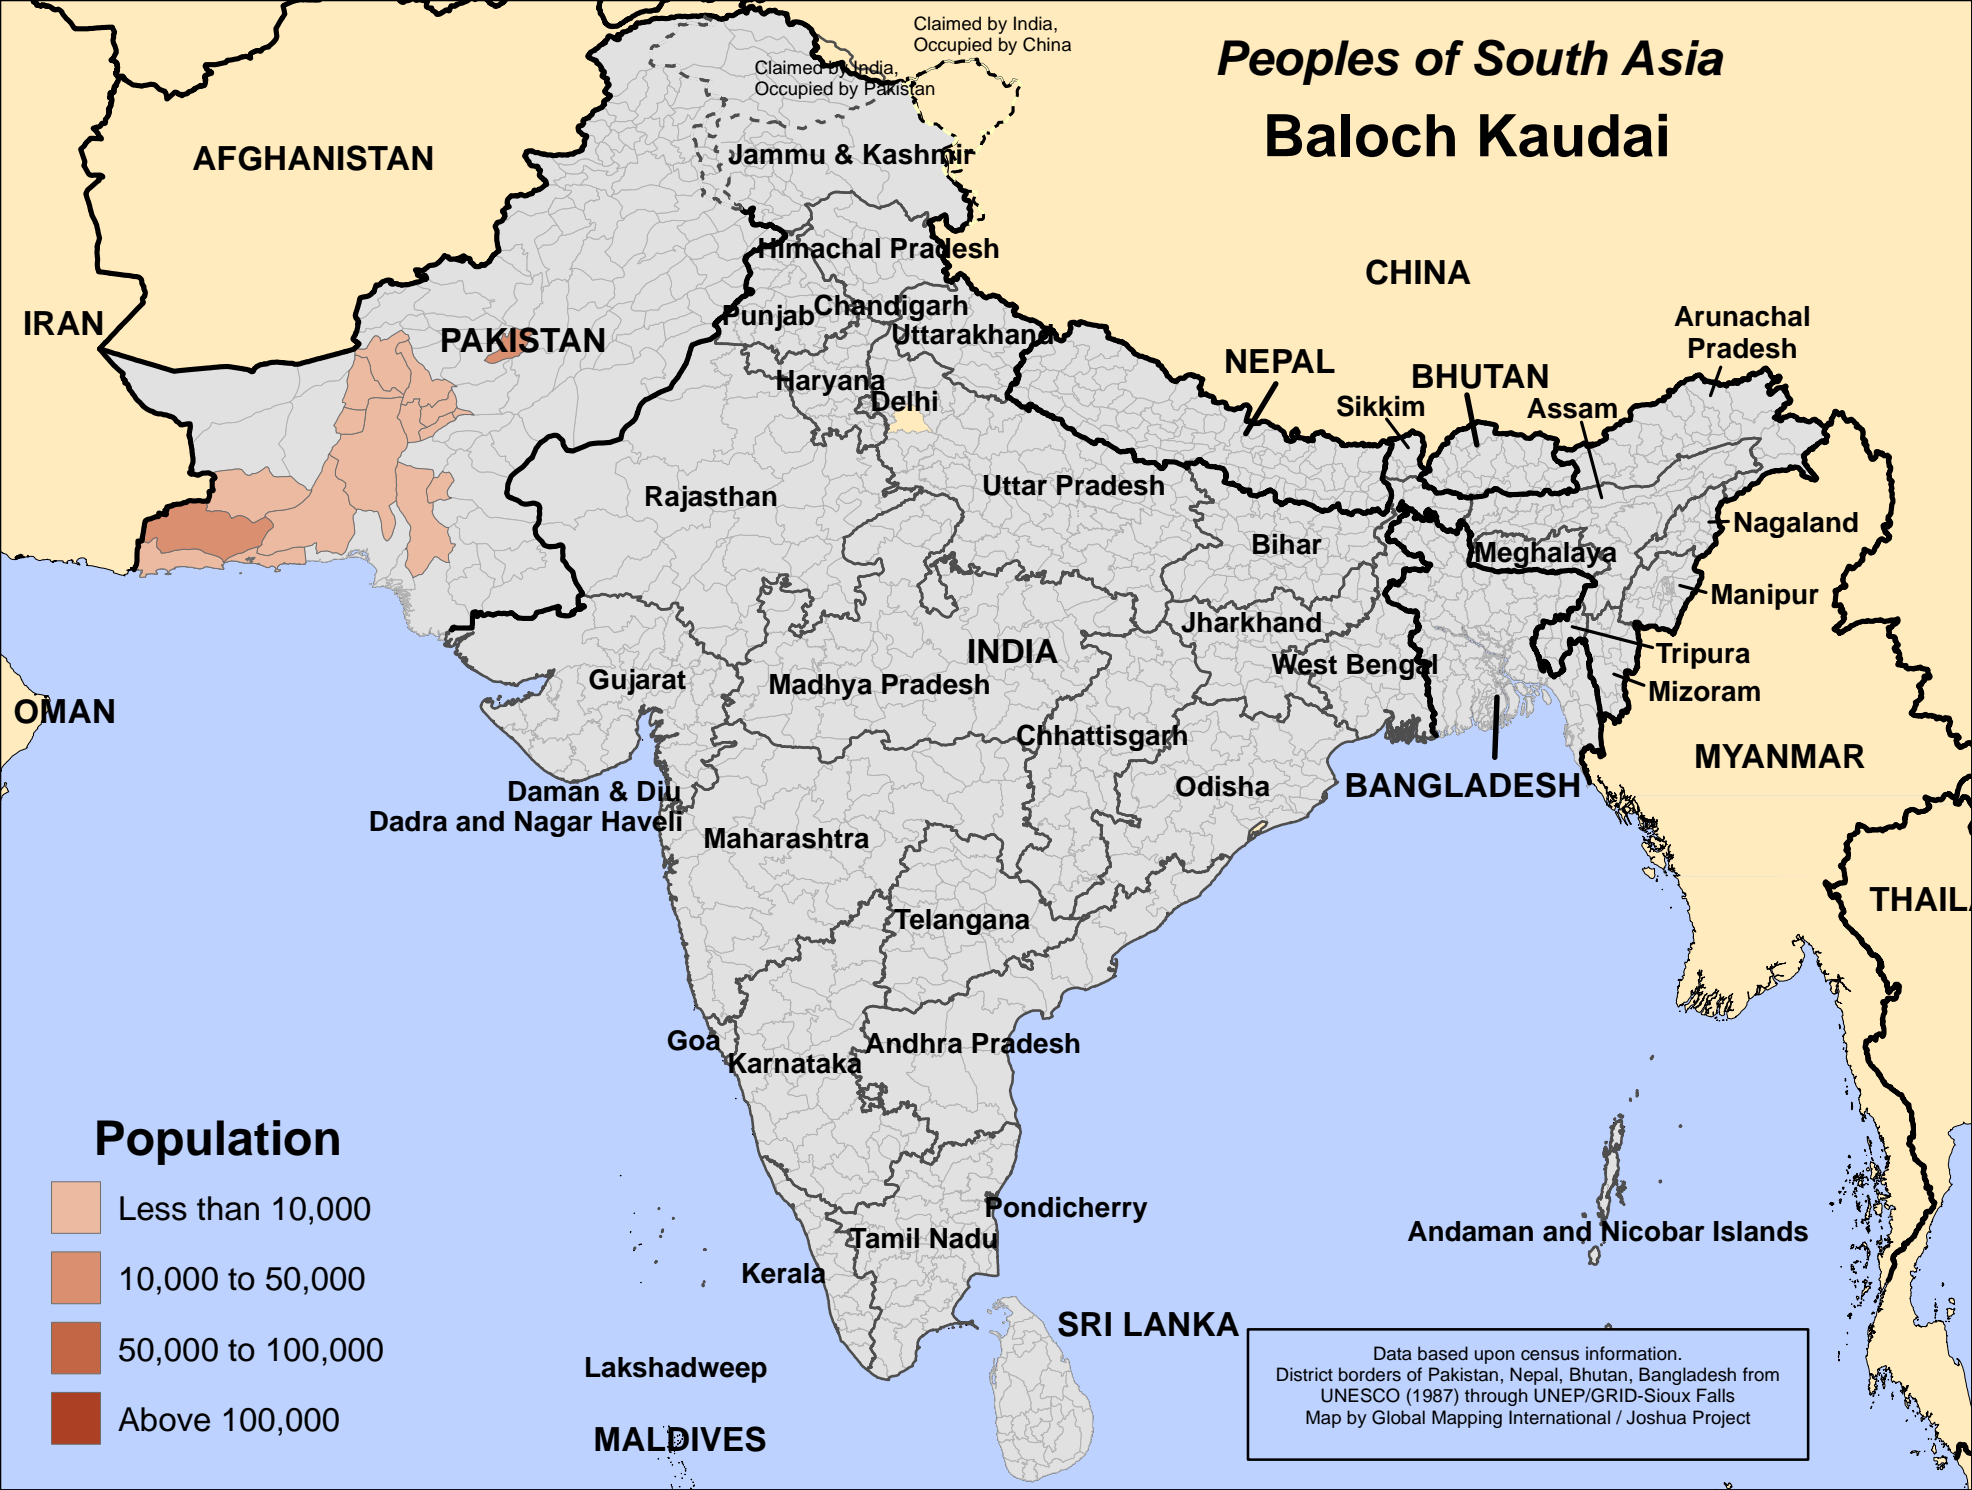 Claimed by India,
Occupied by China
Peoples of South Asia
Baloch Kaudai
Claimed by India,
Occupied by Pakistan
AFGHANISTAN
Jammu & Kashmir
Himachal Pradesh
CHINA
IRAN
PAKISTAN
Punjab
Chandigarh
Uttarakhand
Arunachal
Pradesh
NEPAL
BHUTAN
Haryana
Delhi
Sikkim
Assam
Rajasthan
Uttar Pradesh
Nagaland
Bihar
Meghalaya
Manipur
Jharkhand
INDIA
West Bengal
Tripura
Gujarat
Madhya Pradesh
Mizoram
OMAN
Chhattisgarh
MYANMAR
Odisha
BANGLADESH
Daman & Diu
Dadra and Nagar Haveli
Maharashtra
THAIL
Telangana
Goa
Karnataka
Andhra Pradesh
Population
Less than 10,000
10,000 to 50,000
50,000 to 100,000
Above 100,000
Pondicherry
Tamil Nadu
Andaman and Nicobar Islands
Kerala
SRI LANKA
Lakshadweep
MALDIVES
Data based upon census information.
District borders of Pakistan, Nepal, Bhutan, Bangladesh from
UNESCO (1987) through UNEP/GRID-Sioux Falls
Map by Global Mapping International / Joshua Project